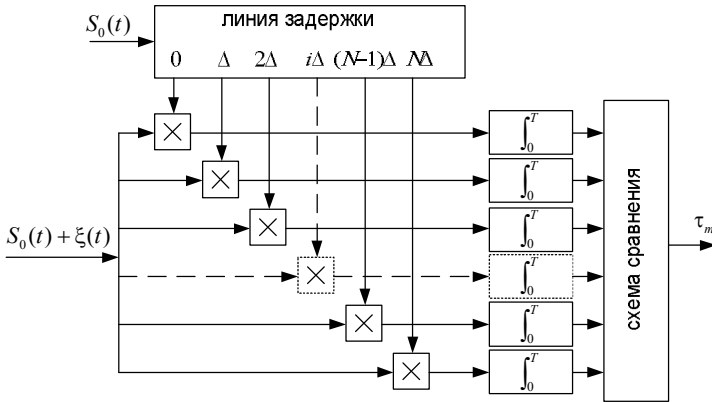 S₀(t)
линия задержки
0 Δ 2Δ iΔ (N-1)Δ NΔ
∫₀ᵀ
∫₀ᵀ
∫₀ᵀ
S₀(t) + ξ(t)
∫₀ᵀ
∫₀ᵀ
∫₀ᵀ
схема сравнения
τₘ